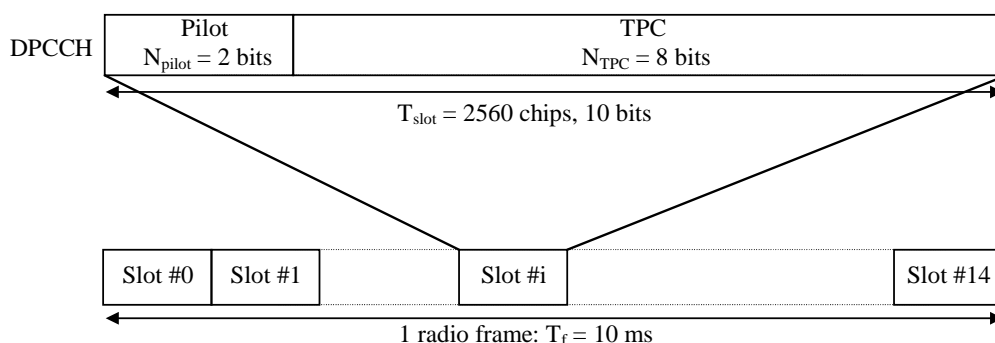 Pilot TPC
DPCCH
N_pilot = 2 bits N_TPC = 8 bits
T_slot = 2560 chips, 10 bits
Slot #0 Slot #1 Slot #i Slot #14
1 radio frame: T_f = 10 ms